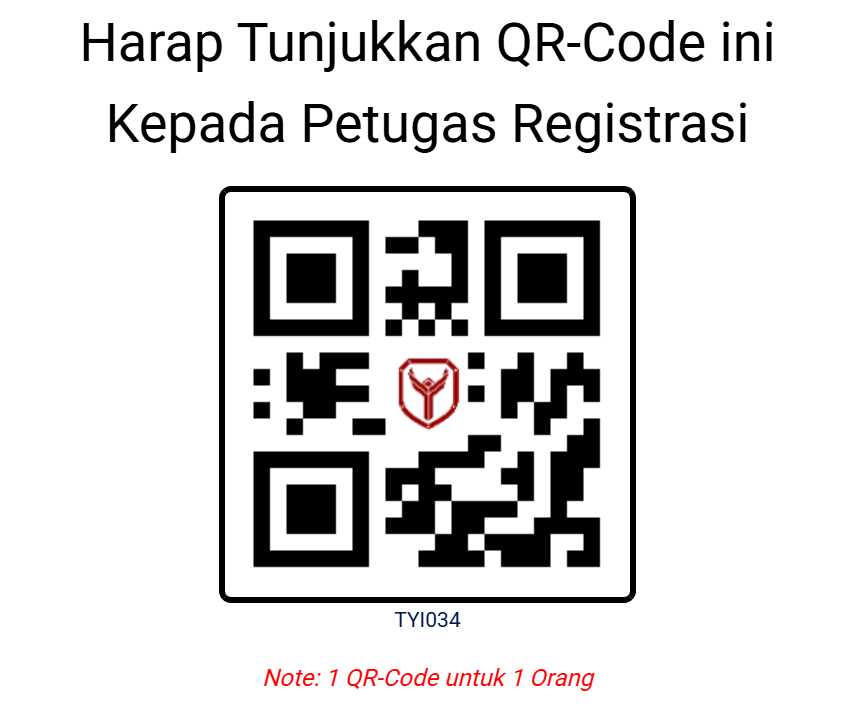 Harap Tunjukkan QR-Code ini
Kepada Petugas Registrasi
TYI034
Note: 1 QR-Code untuk 1 Orang